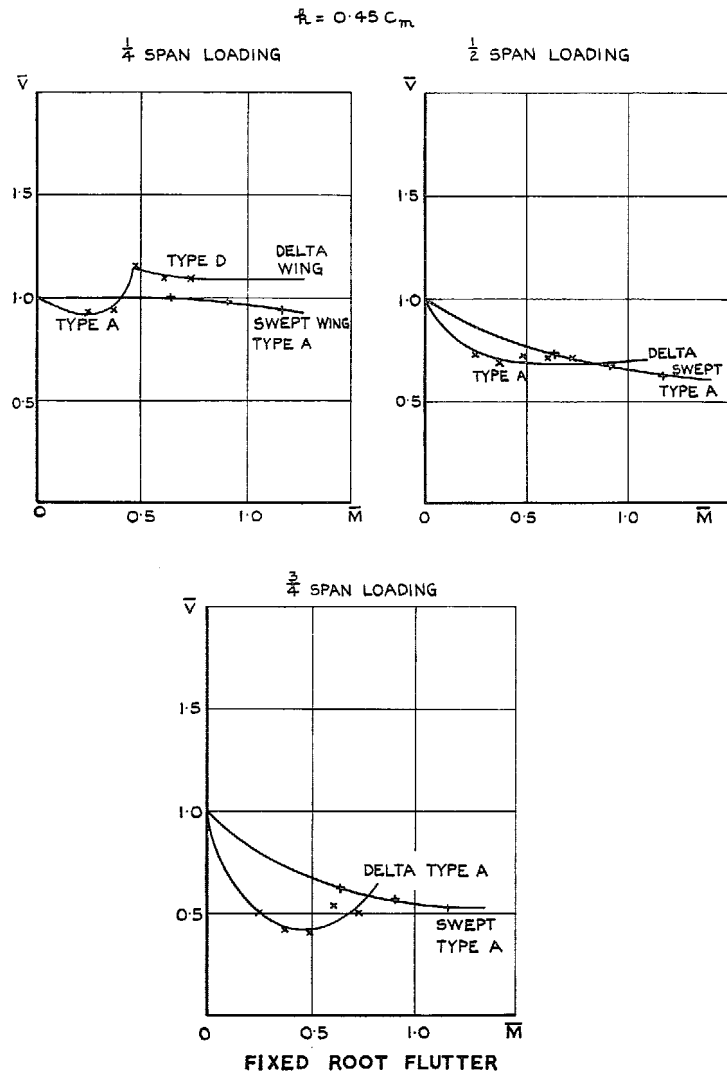 h = 0·45 Cm
1/4 SPAN LOADING
V̅
1·5
1·0
0·5
0
0·5
1·0
M̅
TYPE D
DELTA
WING
TYPE A
SWEPT WING
TYPE A
1/2 SPAN LOADING
V̅
1·5
1·0
0·5
0
0·5
1·0
M̅
TYPE A
DELTA
SWEPT
TYPE A
3/4 SPAN LOADING
V̅
1·5
1·0
0·5
0
0·5
1·0
M̅
DELTA TYPE A
SWEPT
TYPE A
FIXED ROOT FLUTTER